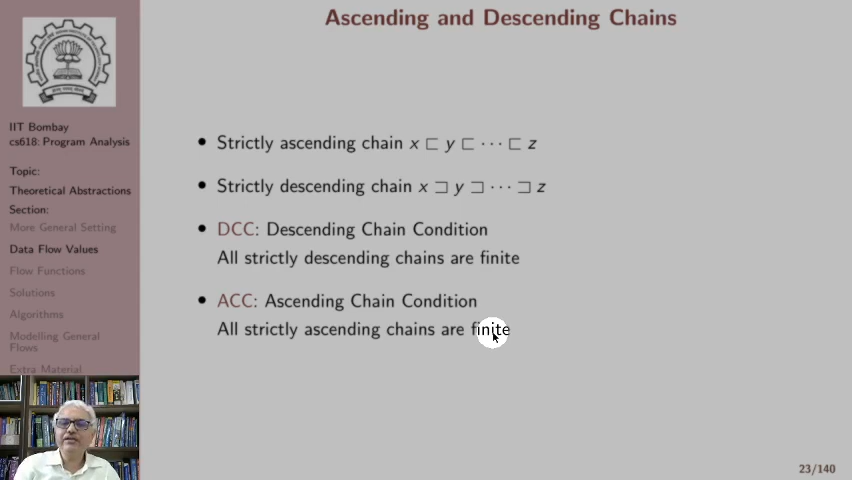 Ascending and Descending Chains
IIT Bombay
cs618: Program Analysis
Topic:
Theoretical Abstractions
Section:
More General Setting
Data Flow Values
Flow Functions
Solutions
Algorithms
Modelling General
Flows
Extra Material
• Strictly ascending chain x ⊏ y ⊏ ··· ⊏ z
• Strictly descending chain x ⊐ y ⊐ ··· ⊐ z
• DCC: Descending Chain Condition
All strictly descending chains are finite
• ACC: Ascending Chain Condition
All strictly ascending chains are finite
23/140